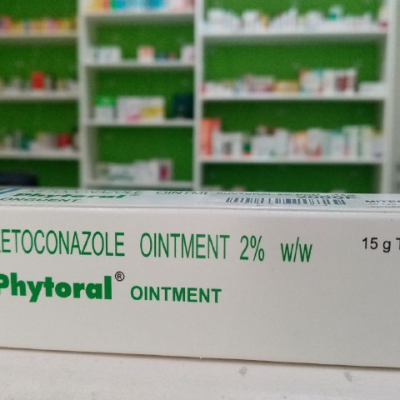 ETOCONAZOLE OINTMENT 2% w/w
15 g T
Phytoral® OINTMENT